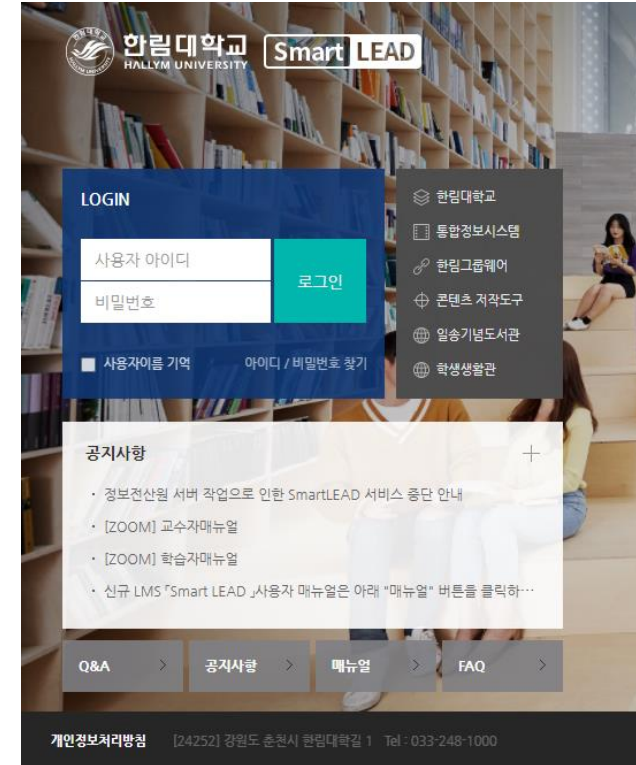 한림대학교 Smart LEAD
HALLYM UNIVERSITY
LOGIN
사용자 아이디
비밀번호
로그인
사용자이름 기억 아이디 / 비밀번호 찾기
한림대학교
통합정보시스템
한림그룹웨어
콘텐츠 저작도구
일송기념도서관
학생생활관
공지사항
· 정보전산원 서버 작업으로 인한 SmartLEAD 서비스 중단 안내
· [ZOOM] 교수자매뉴얼
· [ZOOM] 학습자매뉴얼
· 신규 LMS「Smart LEAD」사용자 매뉴얼은 아래 "매뉴얼" 버튼을 클릭하…
Q&A 공지사항 매뉴얼 FAQ
개인정보처리방침 [24252] 강원도 춘천시 한림대학길 1 Tel : 033-248-1000